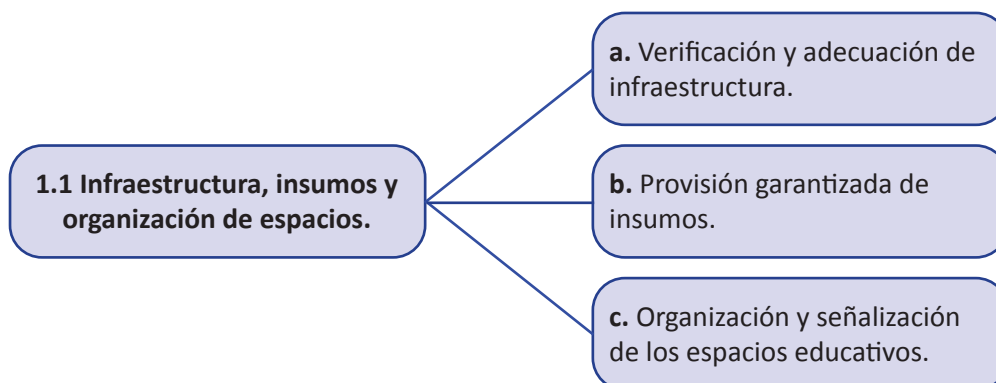 1.1 Infraestructura, insumos y
organización de espacios.
a. Verificación y adecuación de
infraestructura.
b. Provisión garantizada de
insumos.
c. Organización y señalización
de los espacios educativos.